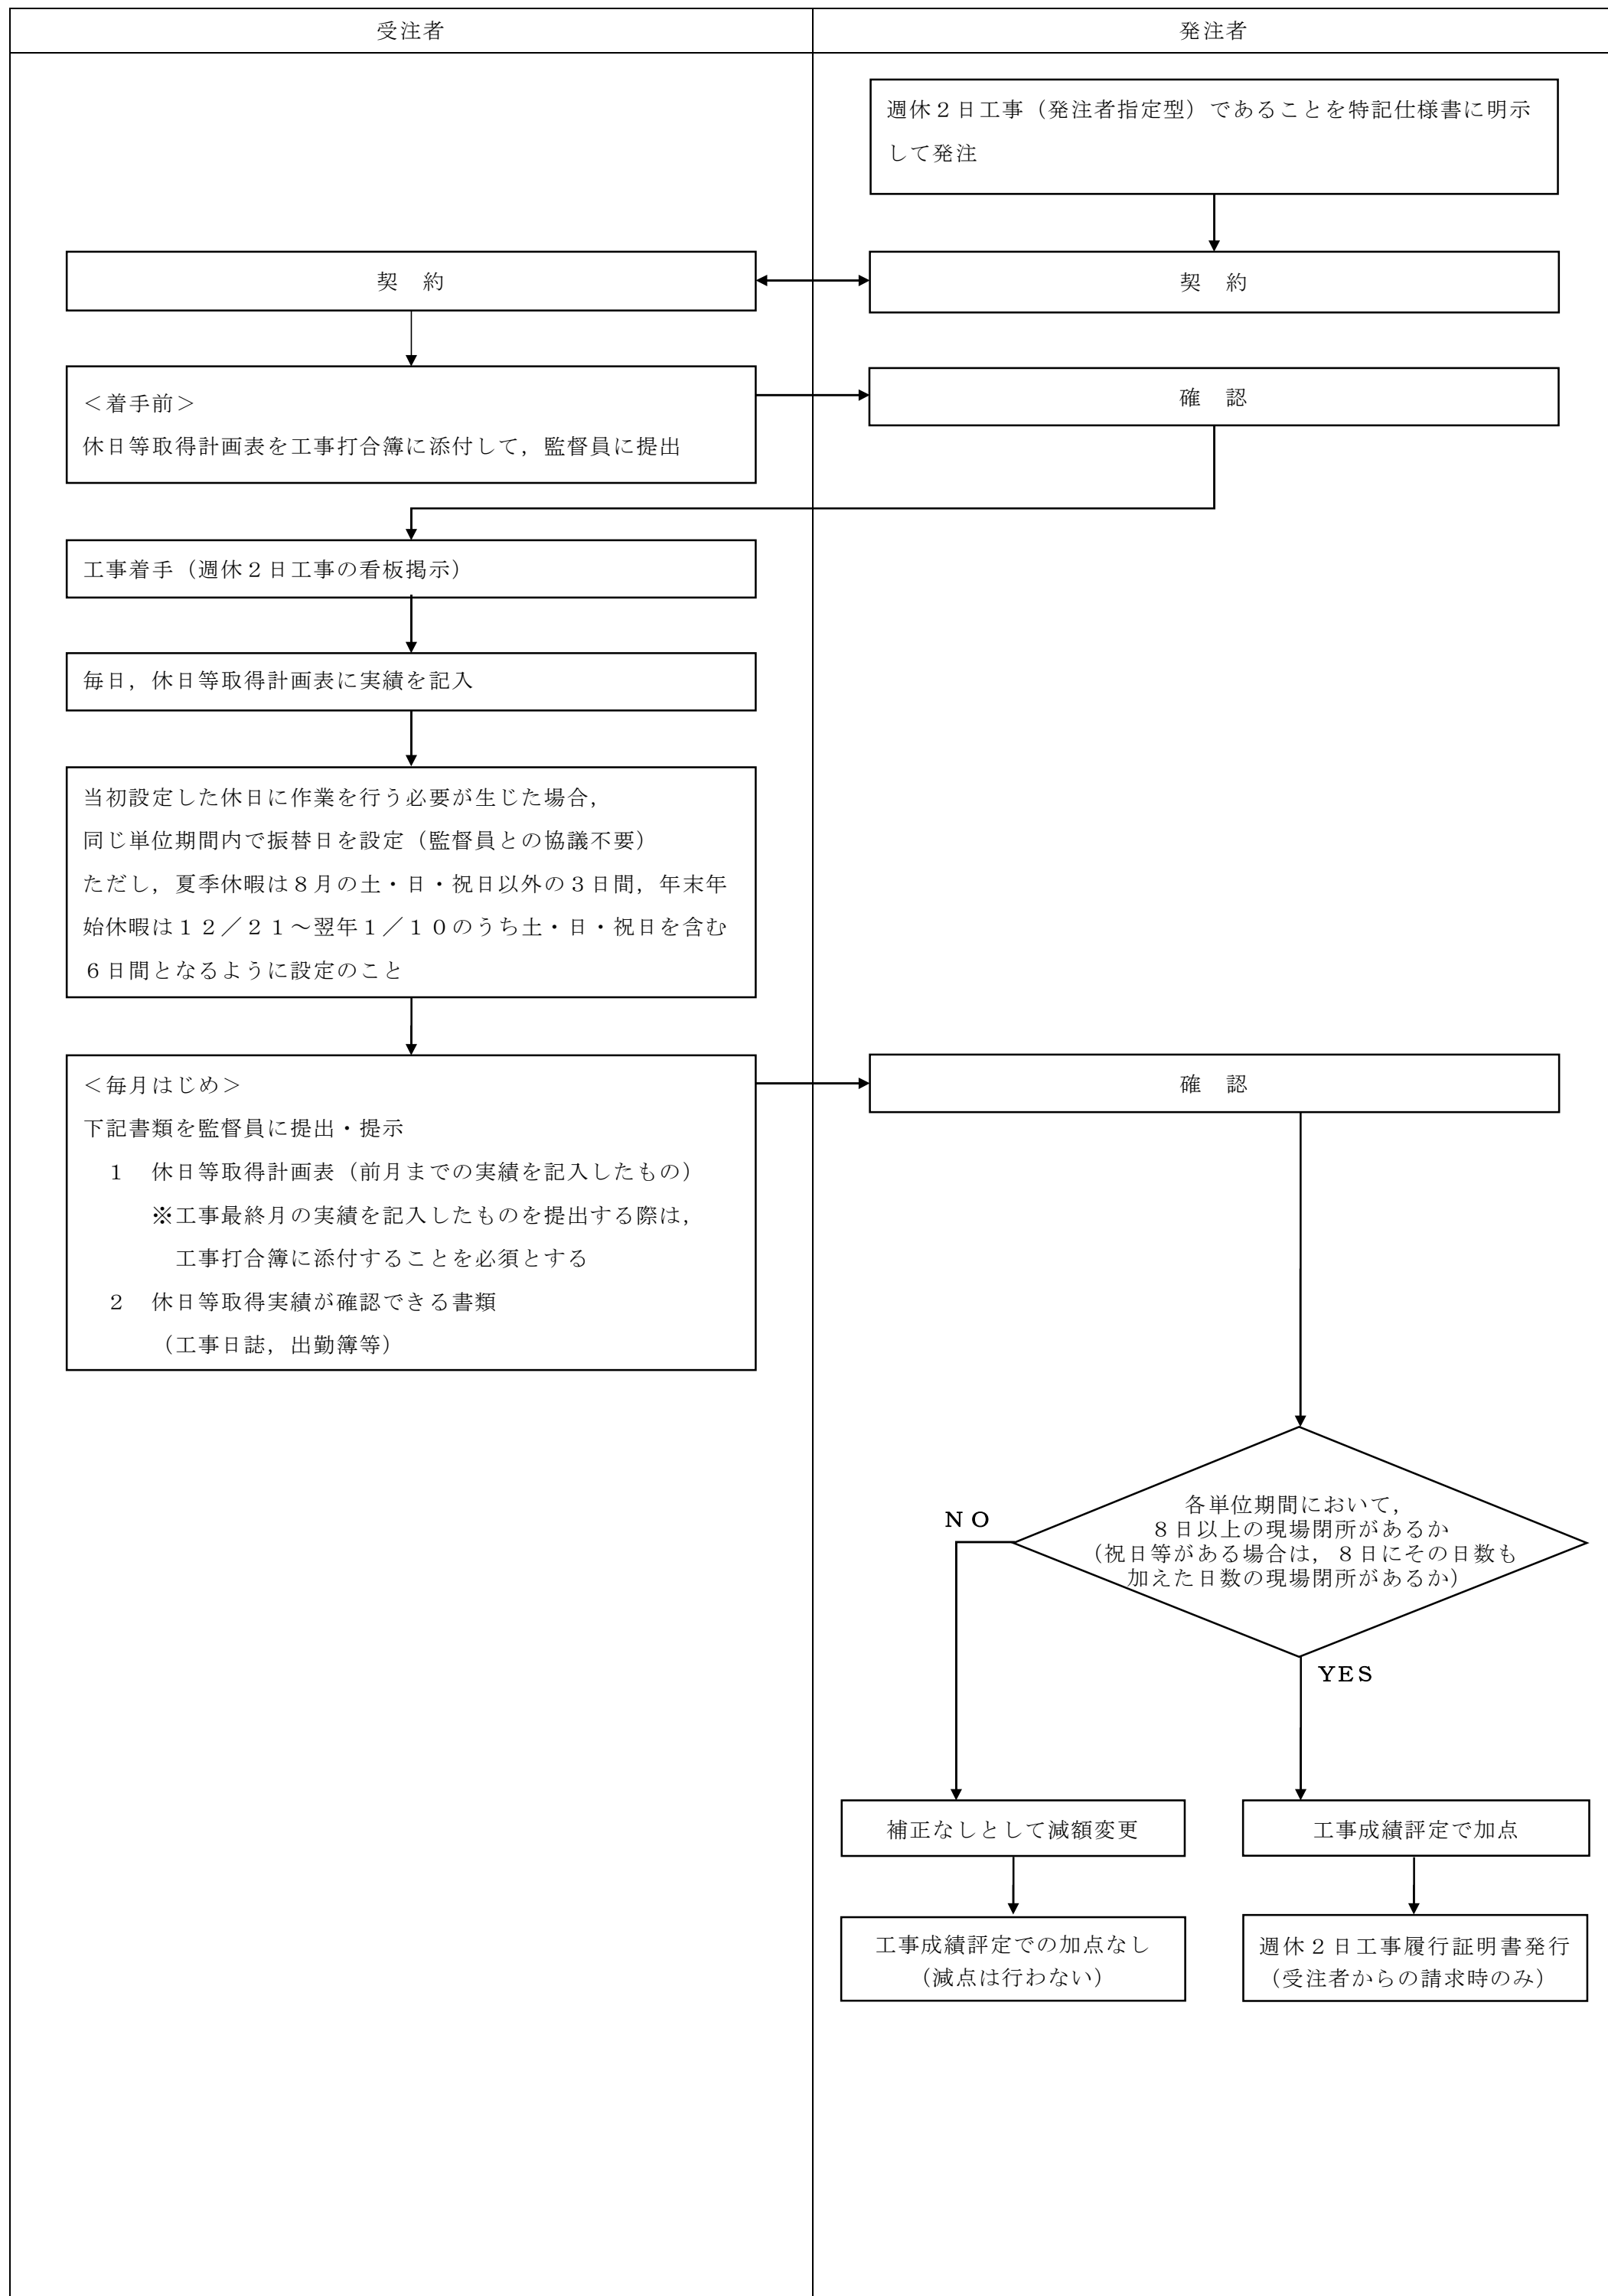 受注者
発注者
週休２日工事（発注者指定型）であることを特記仕様書に明示
して発注
契　約
契　約
＜着手前＞
休日等取得計画表を工事打合簿に添付して，監督員に提出
確　認
工事着手（週休２日工事の看板掲示）
毎日，休日等取得計画表に実績を記入
当初設定した休日に作業を行う必要が生じた場合，
同じ単位期間内で振替日を設定（監督員との協議不要）
ただし，夏季休暇は８月の土・日・祝日以外の３日間，年末年
始休暇は１２／２１～翌年１／１０のうち土・日・祝日を含む
６日間となるように設定のこと
＜毎月はじめ＞
下記書類を監督員に提出・提示
１　休日等取得計画表（前月までの実績を記入したもの）
※工事最終月の実績を記入したものを提出する際は，
工事打合簿に添付することを必須とする
２　休日等取得実績が確認できる書類
（工事日誌，出勤簿等）
確　認
各単位期間において，
８日以上の現場閉所があるか
（祝日等がある場合は，８日にその日数も
加えた日数の現場閉所があるか）
ＮＯ
YES
補正なしとして減額変更
工事成績評定で加点
工事成績評定での加点なし
（減点は行わない）
週休２日工事履行証明書発行
（受注者からの請求時のみ）